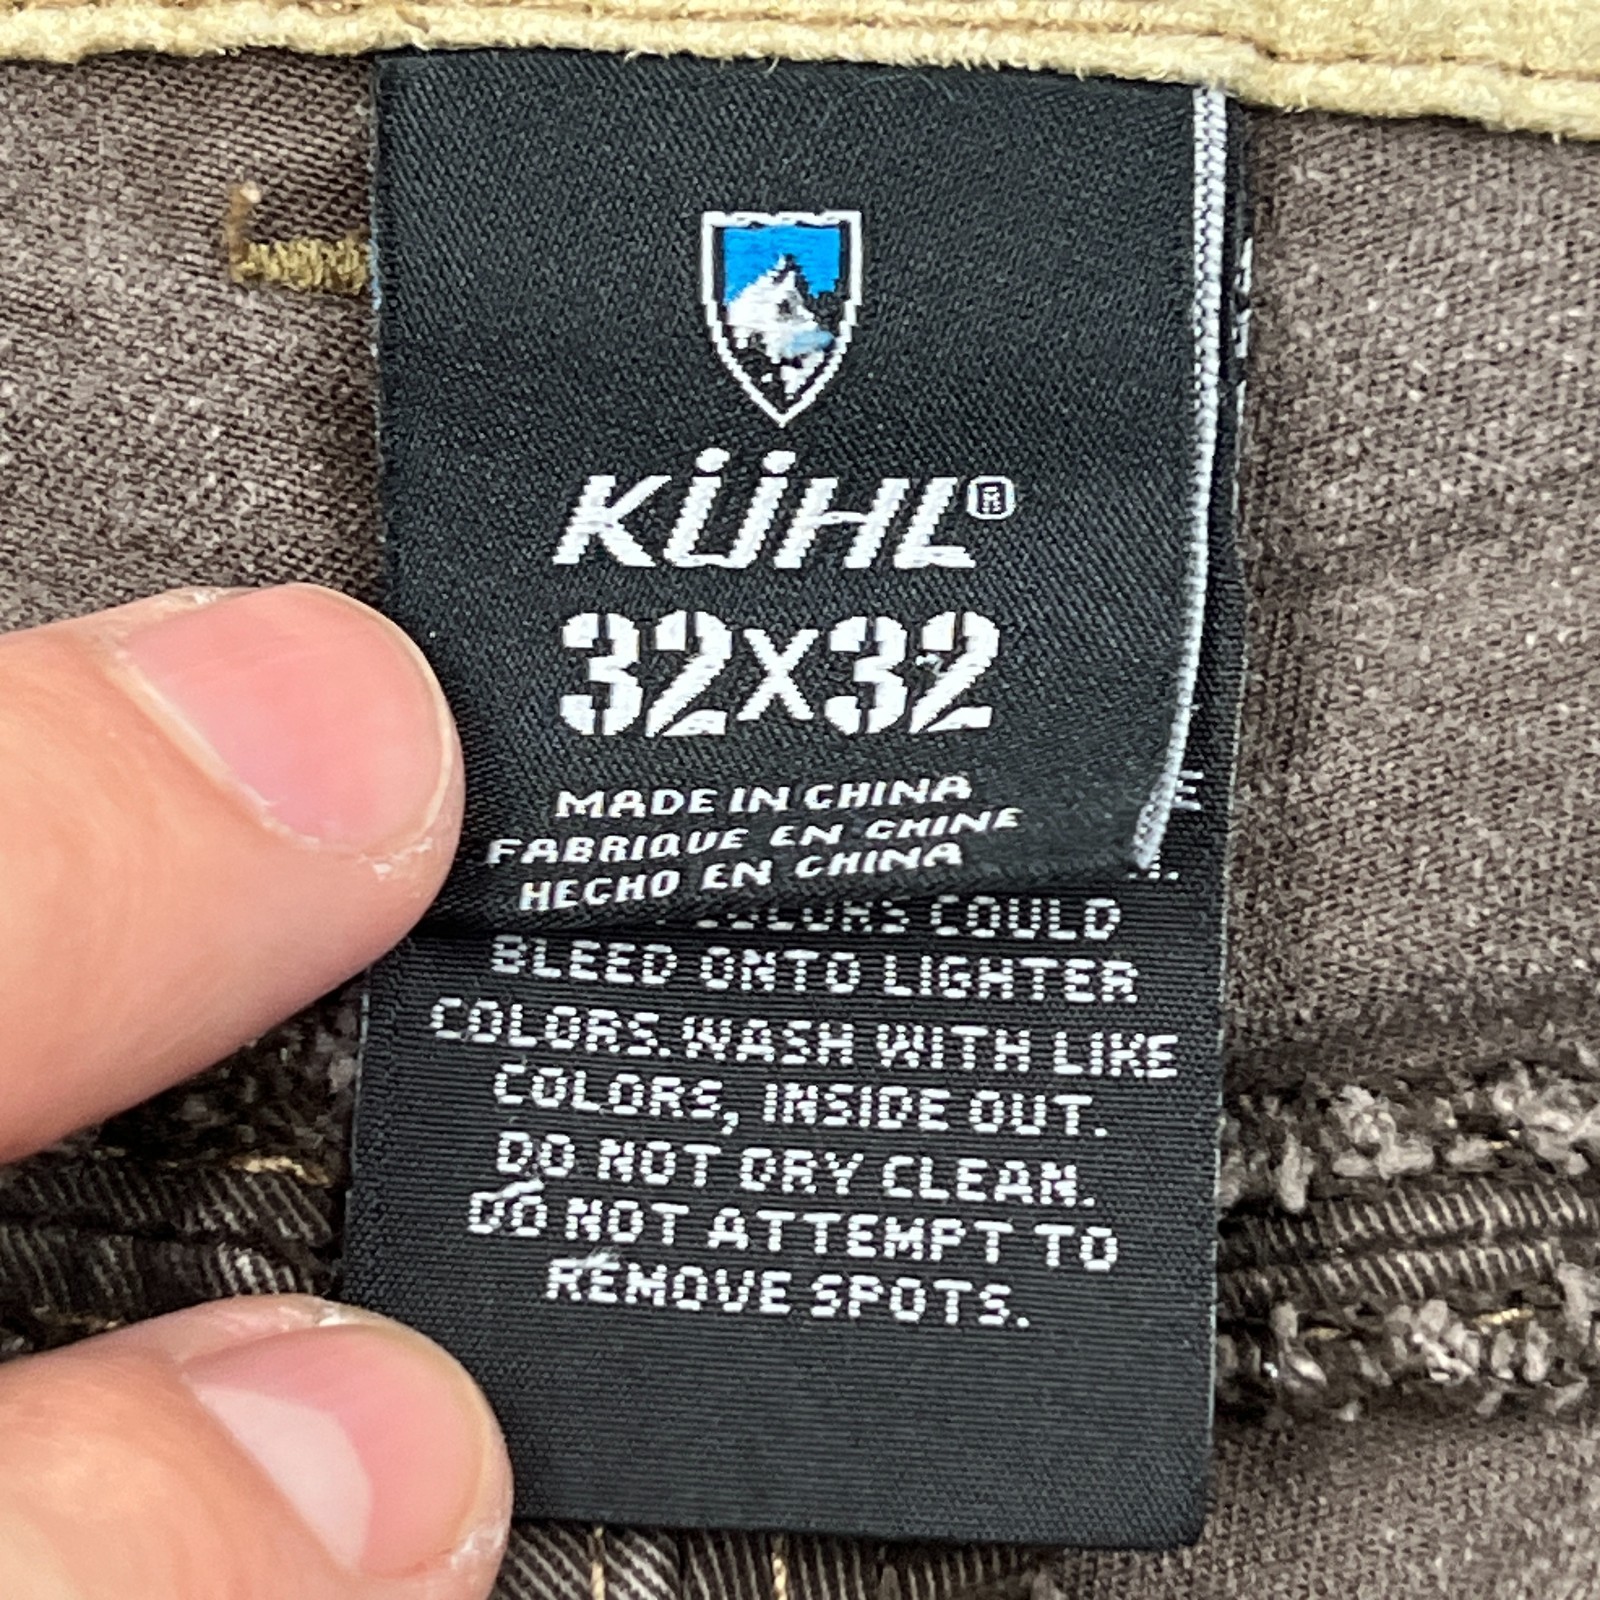 KÜHL®
32X32
MADE IN CHINA
FABRIQUE EN CHINE
HECHO EN CHINA
COLORS COULD
BLEED ONTO LIGHTER
COLORS. WASH WITH LIKE
COLORS, INSIDE OUT.
DO NOT DRY CLEAN.
DO NOT ATTEMPT TO
REMOVE SPOTS.